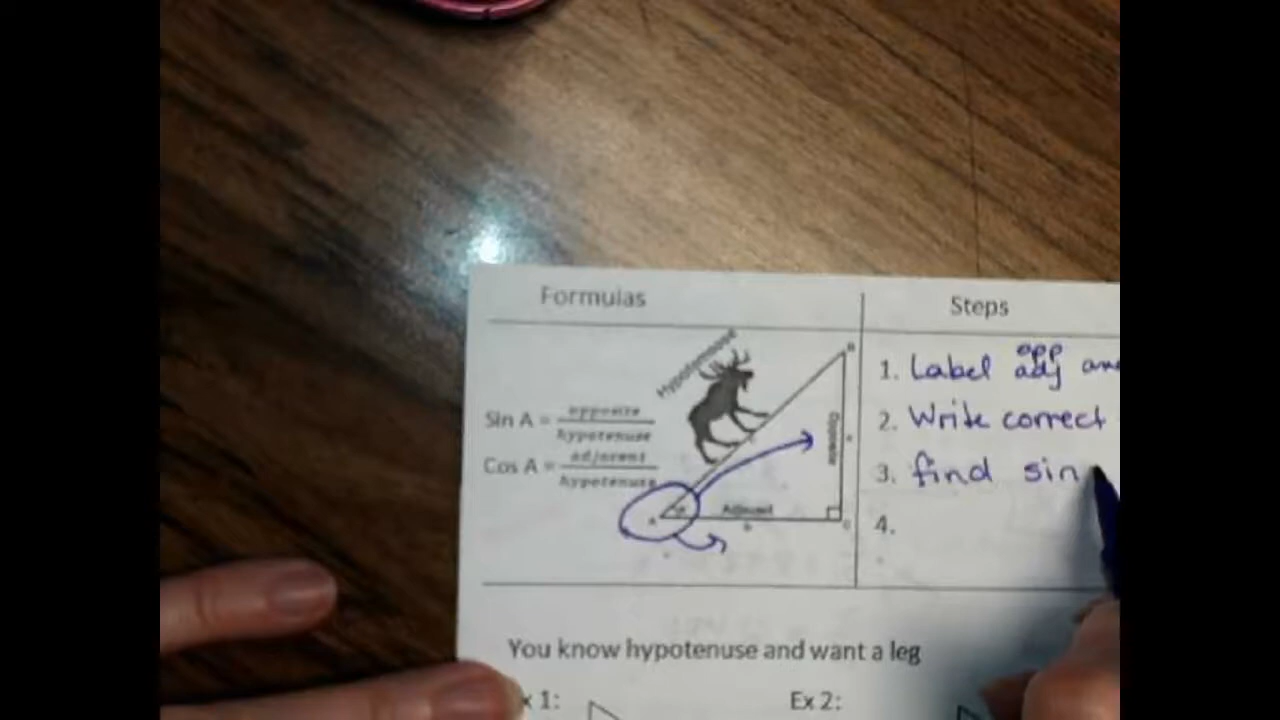 Formulas
Steps
Hypotenuse
B
Sin A = opposite / hypotenuse
Cos A = adjacent / hypotenuse
Opposite
A
Adjacent
b
C
1. Label opp adj
2. Write correct
3. find sin
4.
You know hypotenuse and want a leg
x 1:
Ex 2: